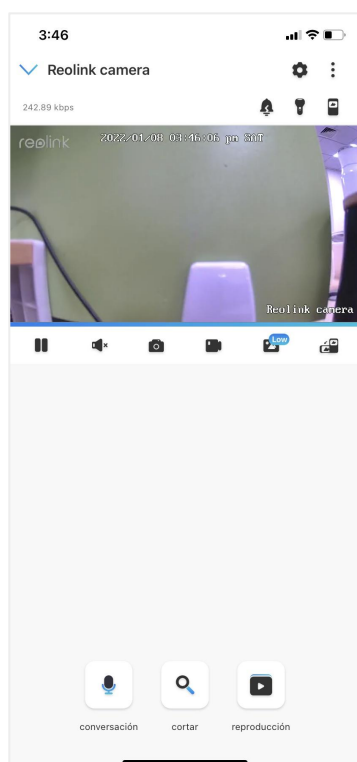 3:46
Reolink camera
242.89 kbps
reolink
2022/01/08 03:46:06 pm SAT
Reolink camera
Low
conversación
cortar
reproducción